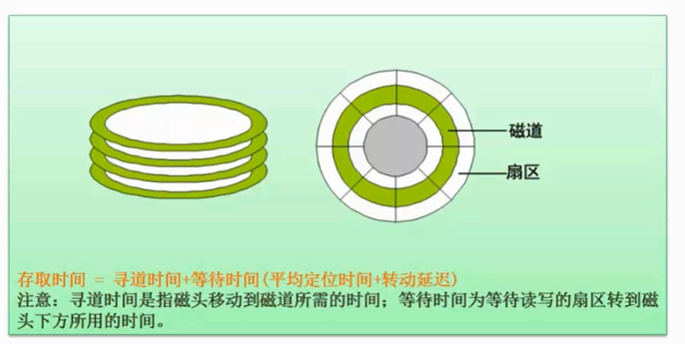 磁道
扇区
存取时间 = 寻道时间+等待时间(平均定位时间+转动延迟)
注意：寻道时间是指磁头移动到磁道所需的时间；等待时间为等待读写的扇区转到磁
头下方所用的时间。